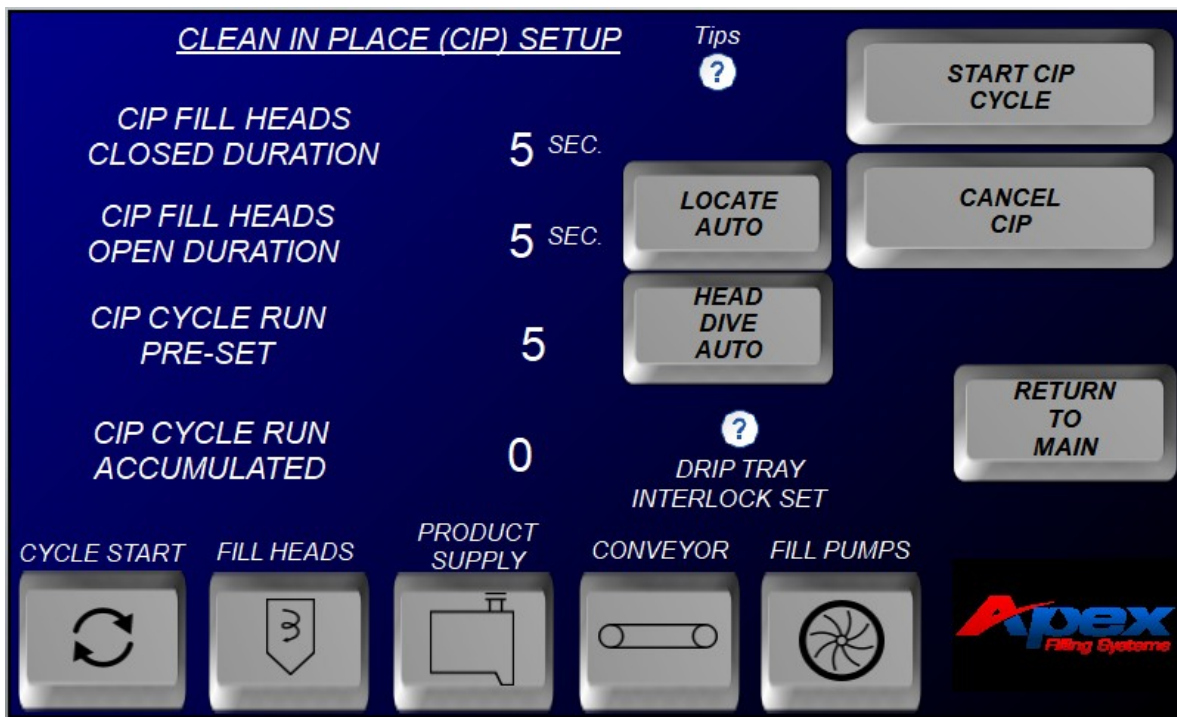 CLEAN IN PLACE (CIP) SETUP
Tips
?
START CIP
CYCLE
CIP FILL HEADS
CLOSED DURATION
5 SEC.
LOCATE
AUTO
CANCEL
CIP
CIP FILL HEADS
OPEN DURATION
5 SEC.
HEAD
DIVE
AUTO
CIP CYCLE RUN
PRE-SET
5
RETURN
TO
MAIN
CIP CYCLE RUN
ACCUMULATED
0
?
DRIP TRAY
INTERLOCK SET
CYCLE START
FILL HEADS
PRODUCT
SUPPLY
CONVEYOR
FILL PUMPS
Apex
Filling Systems